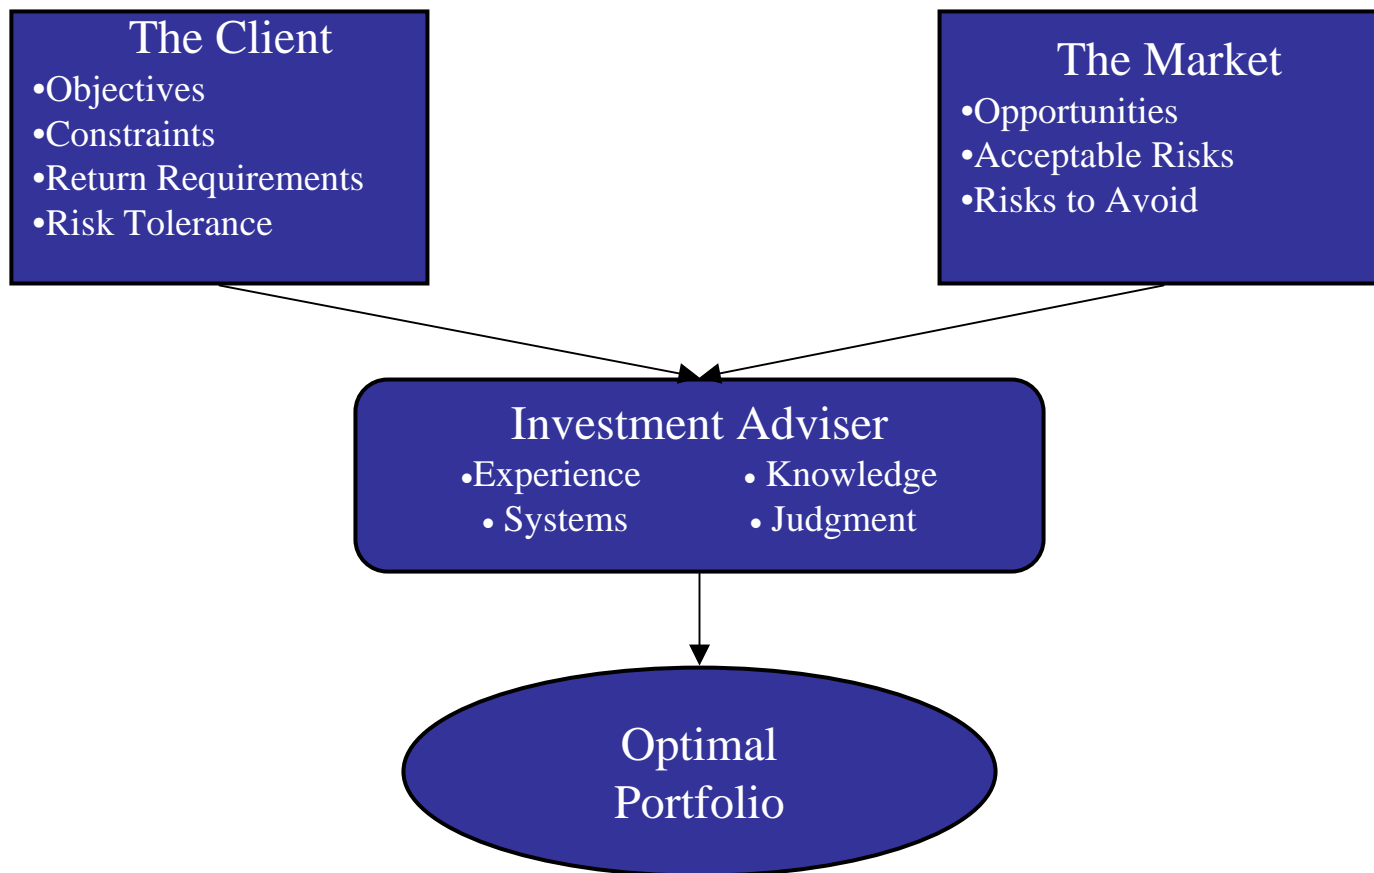 The Client
•Objectives
•Constraints
•Return Requirements
•Risk Tolerance
The Market
•Opportunities
•Acceptable Risks
•Risks to Avoid
Investment Adviser
•Experience • Knowledge
• Systems • Judgment
Optimal
Portfolio